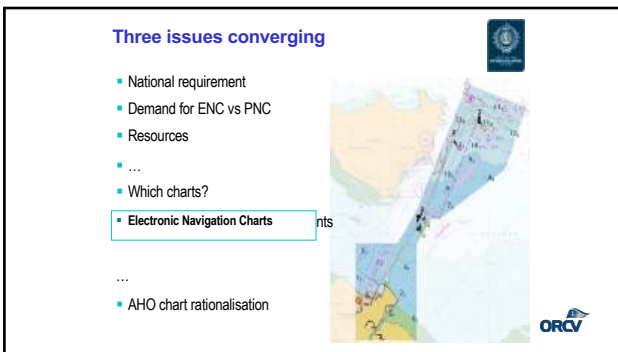 Three issues converging
▪ National requirement
▪ Demand for ENC vs PNC
▪ Resources
▪ …
▪ Which charts?
▪ Electronic Navigation Charts nts
…
▪ AHO chart rationalisation
ORCV